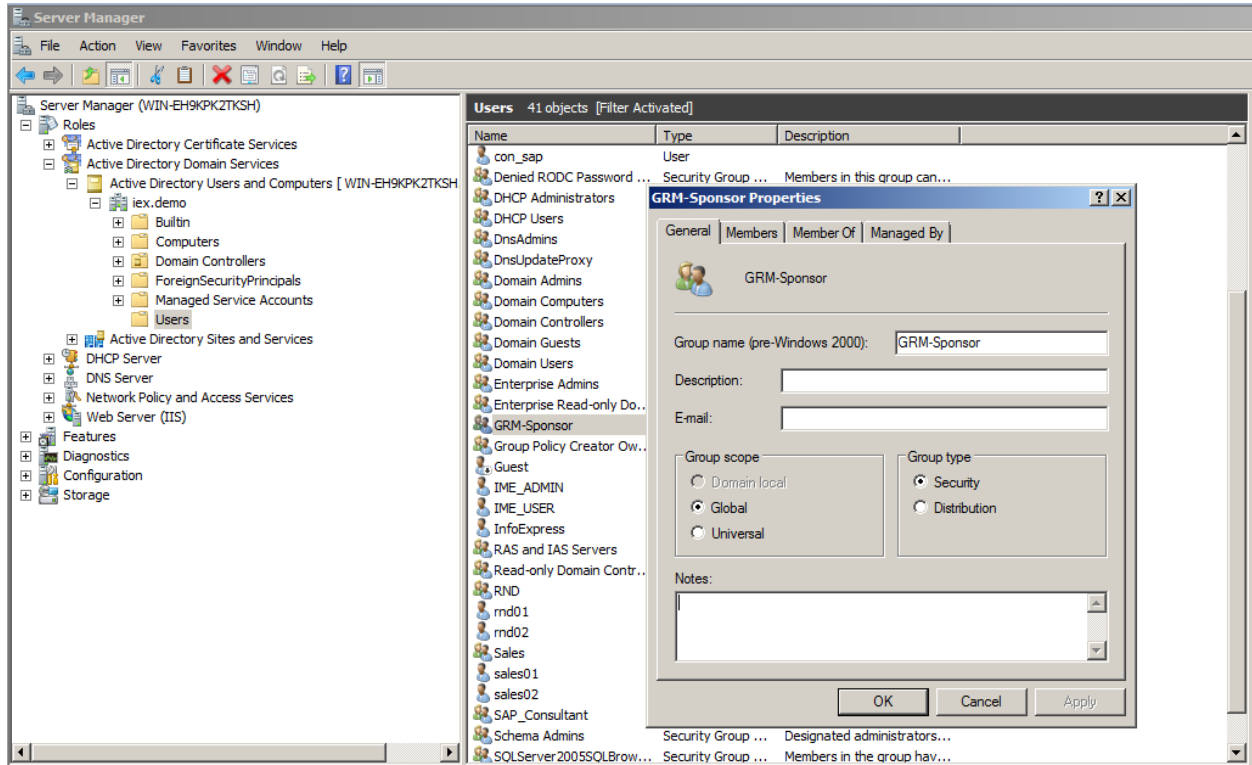 Server Manager
File Action View Favorites Window Help
Server Manager (WIN-EH9KPK2TKSH)
Roles
Active Directory Certificate Services
Active Directory Domain Services
Active Directory Users and Computers [ WIN-EH9KPK2TKSH
iex.demo
Builtin
Computers
Domain Controllers
ForeignSecurityPrincipals
Managed Service Accounts
Users
Active Directory Sites and Services
DHCP Server
DNS Server
Network Policy and Access Services
Web Server (IIS)
Features
Diagnostics
Configuration
Storage
Users 41 objects [Filter Activated]
Name Type Description
con_sap User
Denied RODC Password ... Security Group ... Members in this group can...
DHCP Administrators
DHCP Users
DnsAdmins
DnsUpdateProxy
Domain Admins
Domain Computers
Domain Controllers
Domain Guests
Domain Users
Enterprise Admins
Enterprise Read-only Do...
GRM-Sponsor
Group Policy Creator Ow...
Guest
IME_ADMIN
IME_USER
InfoExpress
RAS and IAS Servers
Read-only Domain Contr...
RND
rnd01
rnd02
Sales
sales01
sales02
SAP_Consultant
Schema Admins Security Group ... Designated administrators...
SQLServer2005SQLBrow... Security Group ... Members in the group hav...
GRM-Sponsor Properties
General Members Member Of Managed By
GRM-Sponsor
Group name (pre-Windows 2000): GRM-Sponsor
Description:
E-mail:
Group scope
Domain local
Global
Universal
Group type
Security
Distribution
Notes:
OK Cancel Apply